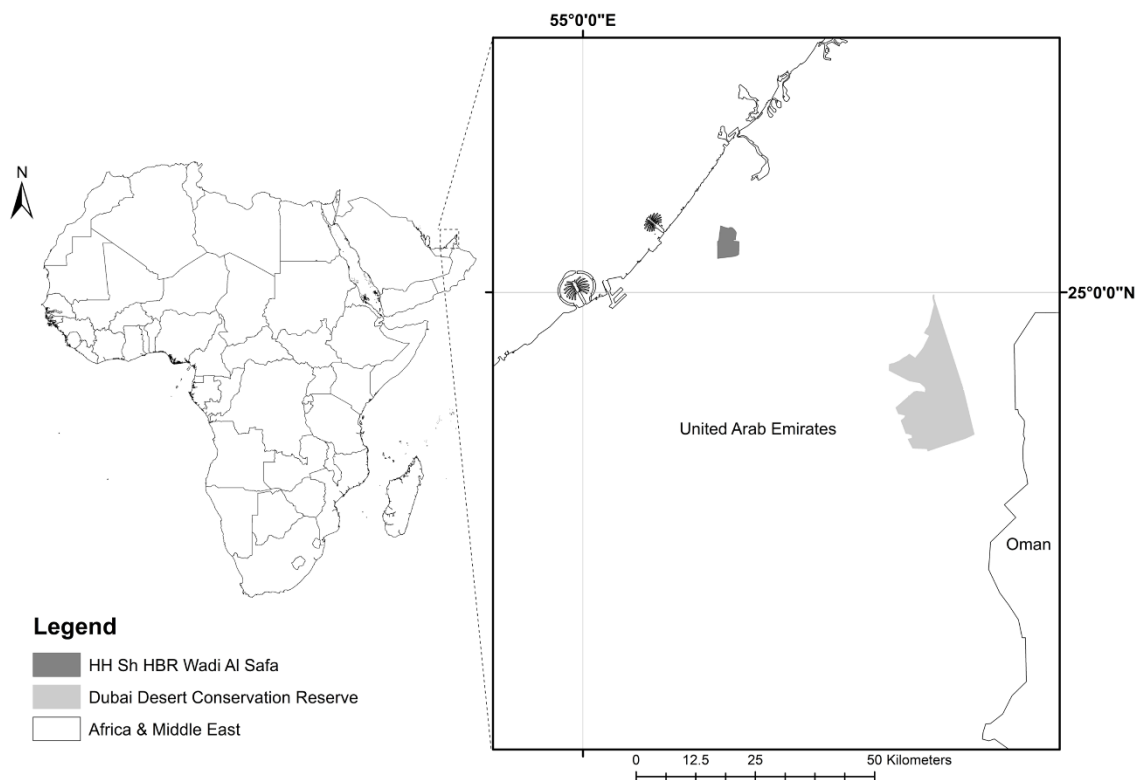 55°0'0"E
N
25°0'0"N
United Arab Emirates
Oman
Legend
HH Sh HBR Wadi Al Safa
Dubai Desert Conservation Reserve
Africa & Middle East
0 12.5 25 50 Kilometers